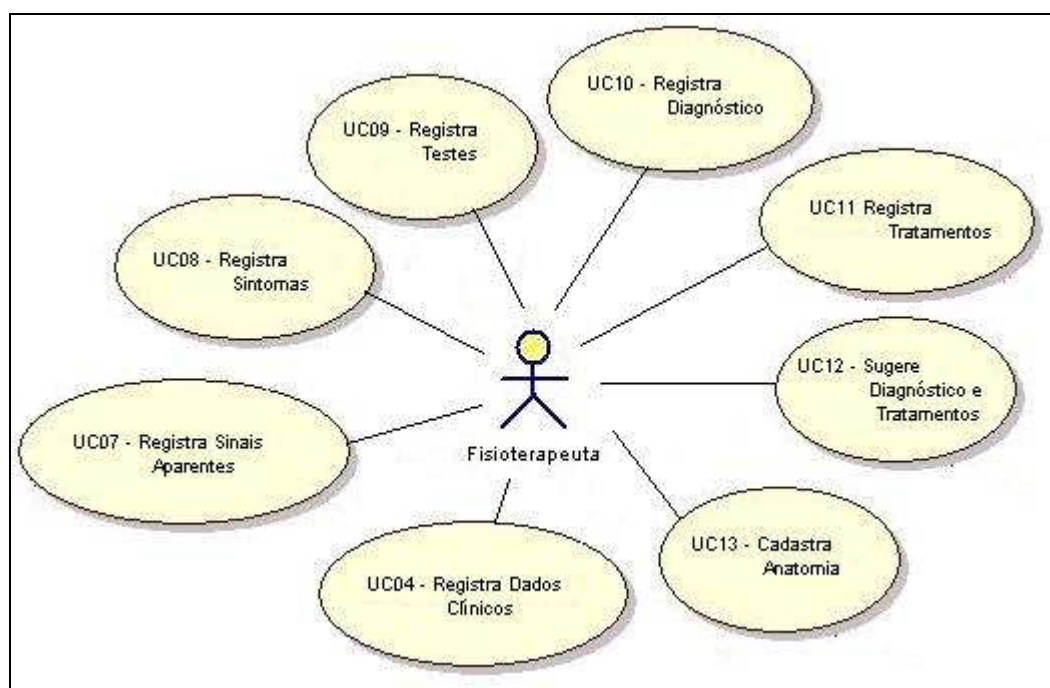 UC10 - Registra
Diagnóstico
UC09 - Registra
Testes
UC11 Registra
Tratamentos
UC08 - Registra
Sintomas
UC12 - Sugere
Diagnóstico e
Tratamentos
UC07 - Registra Sinais
Aparentes
Fisioterapeuta
UC13 - Cadastra
Anatomia
UC04 - Registra Dados
Clínicos